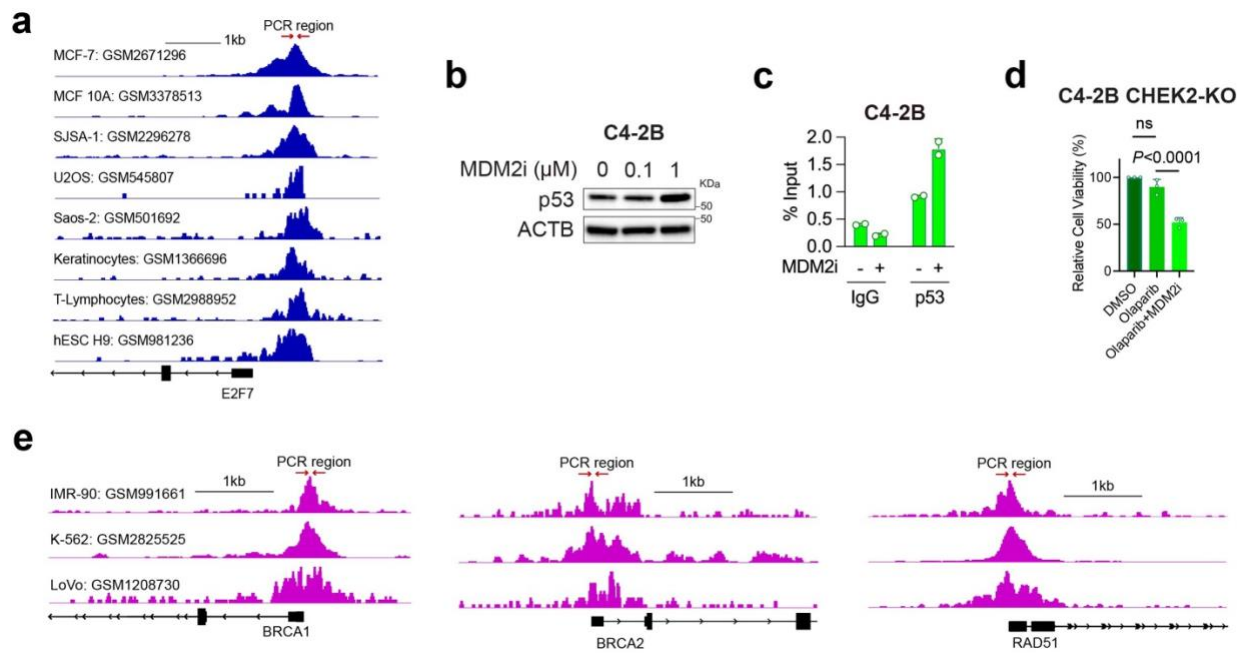 a
PCR region
1kb
MCF-7: GSM2671296
MCF 10A: GSM3378513
SJSA-1: GSM2296278
U2OS: GSM545807
Saos-2: GSM501692
Keratinocytes: GSM1366696
T-Lymphocytes: GSM2988952
hESC H9: GSM981236
E2F7
b
C4-2B
MDM2i (μM) 0 0.1 1
KDa
p53
50
50
ACTB
c
C4-2B
% Input
2.0
1.5
1.0
0.5
0.0
MDM2i - + - +
IgG p53
d
C4-2B CHEK2-KO
Relative Cell Viability (%)
ns
P<0.0001
100
50
0
DMSO
Olaparib
Olaparib+MDM2i
e
PCR region PCR region PCR region
1kb 1kb 1kb
IMR-90: GSM991661
K-562: GSM2825525
LoVo: GSM1208730
BRCA1 BRCA2 RAD51